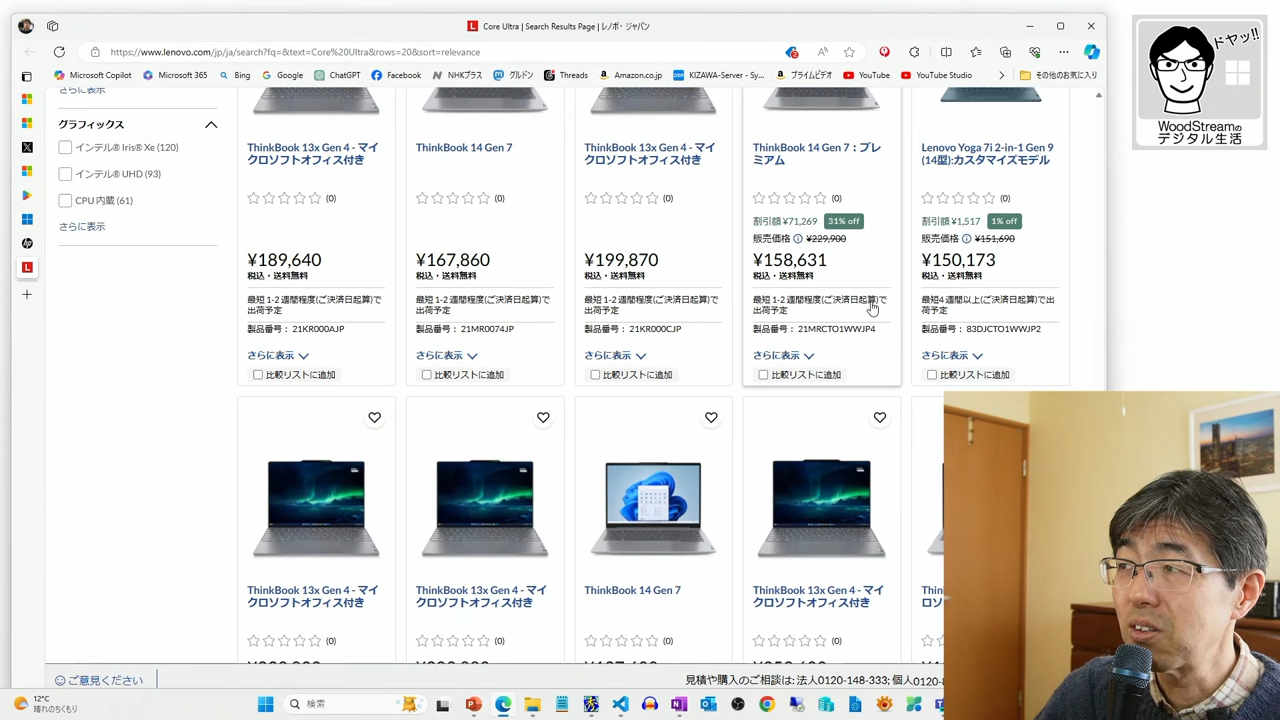 Core Ultra | Search Results Page | レノボ・ジャパン
https://www.lenovo.com/jp/ja/search?fq=&text=Core%20Ultra&rows=20&sort=relevance
Microsoft Copilot
Microsoft 365
Bing
Google
ChatGPT
Facebook
NHKプラス
グルドン
Threads
Amazon.co.jp
KIZAWA-Server - Sy...
プライムビデオ
YouTube
YouTube Studio
その他のお気に入り
ドヤッ!!
WoodStreamの
デジタル生活
さらに表示
グラフィックス
インテル® Iris® Xe (120)
インテル® UHD (93)
CPU 内蔵 (61)
さらに表示
ThinkBook 13x Gen 4 - マイ
クロソフトオフィス付き
(0)
¥189,640
税込・送料無料
最短 1-2 週間程度(ご決済日起算)で
出荷予定
製品番号： 21KR000AJP
さらに表示
比較リストに追加
ThinkBook 14 Gen 7
(0)
¥167,860
税込・送料無料
最短 1-2 週間程度(ご決済日起算)で
出荷予定
製品番号： 21MR0074JP
さらに表示
比較リストに追加
ThinkBook 13x Gen 4 - マイ
クロソフトオフィス付き
(0)
¥199,870
税込・送料無料
最短 1-2 週間程度(ご決済日起算)で
出荷予定
製品番号： 21KR000CJP
さらに表示
比較リストに追加
ThinkBook 14 Gen 7：プレ
ミアム
(0)
割引額 ¥71,269 31% off
販売価格 ¥229,900
¥158,631
税込・送料無料
最短 1-2 週間程度(ご決済日起算)で
出荷予定
製品番号： 21MRCTO1WWJP4
さらに表示
比較リストに追加
Lenovo Yoga 7i 2-in-1 Gen 9
(14型):カスタマイズモデル
(0)
割引額 ¥1,517 1% off
販売価格 ¥151,690
¥150,173
税込・送料無料
最短4 週間以上(ご決済日起算)で出
荷予定
製品番号： 83DJCTO1WWJP2
さらに表示
比較リストに追加
ThinkBook 13x Gen 4 - マイ
クロソフトオフィス付き
(0)
ThinkBook 13x Gen 4 - マイ
クロソフトオフィス付き
(0)
ThinkBook 14 Gen 7
(0)
ThinkBook 13x Gen 4 - マイ
クロソフトオフィス付き
(0)
ご意見ください
見積や購入のご相談は: 法人0120-148-333; 個人0120-8
12°C
晴れのちくもり
検索